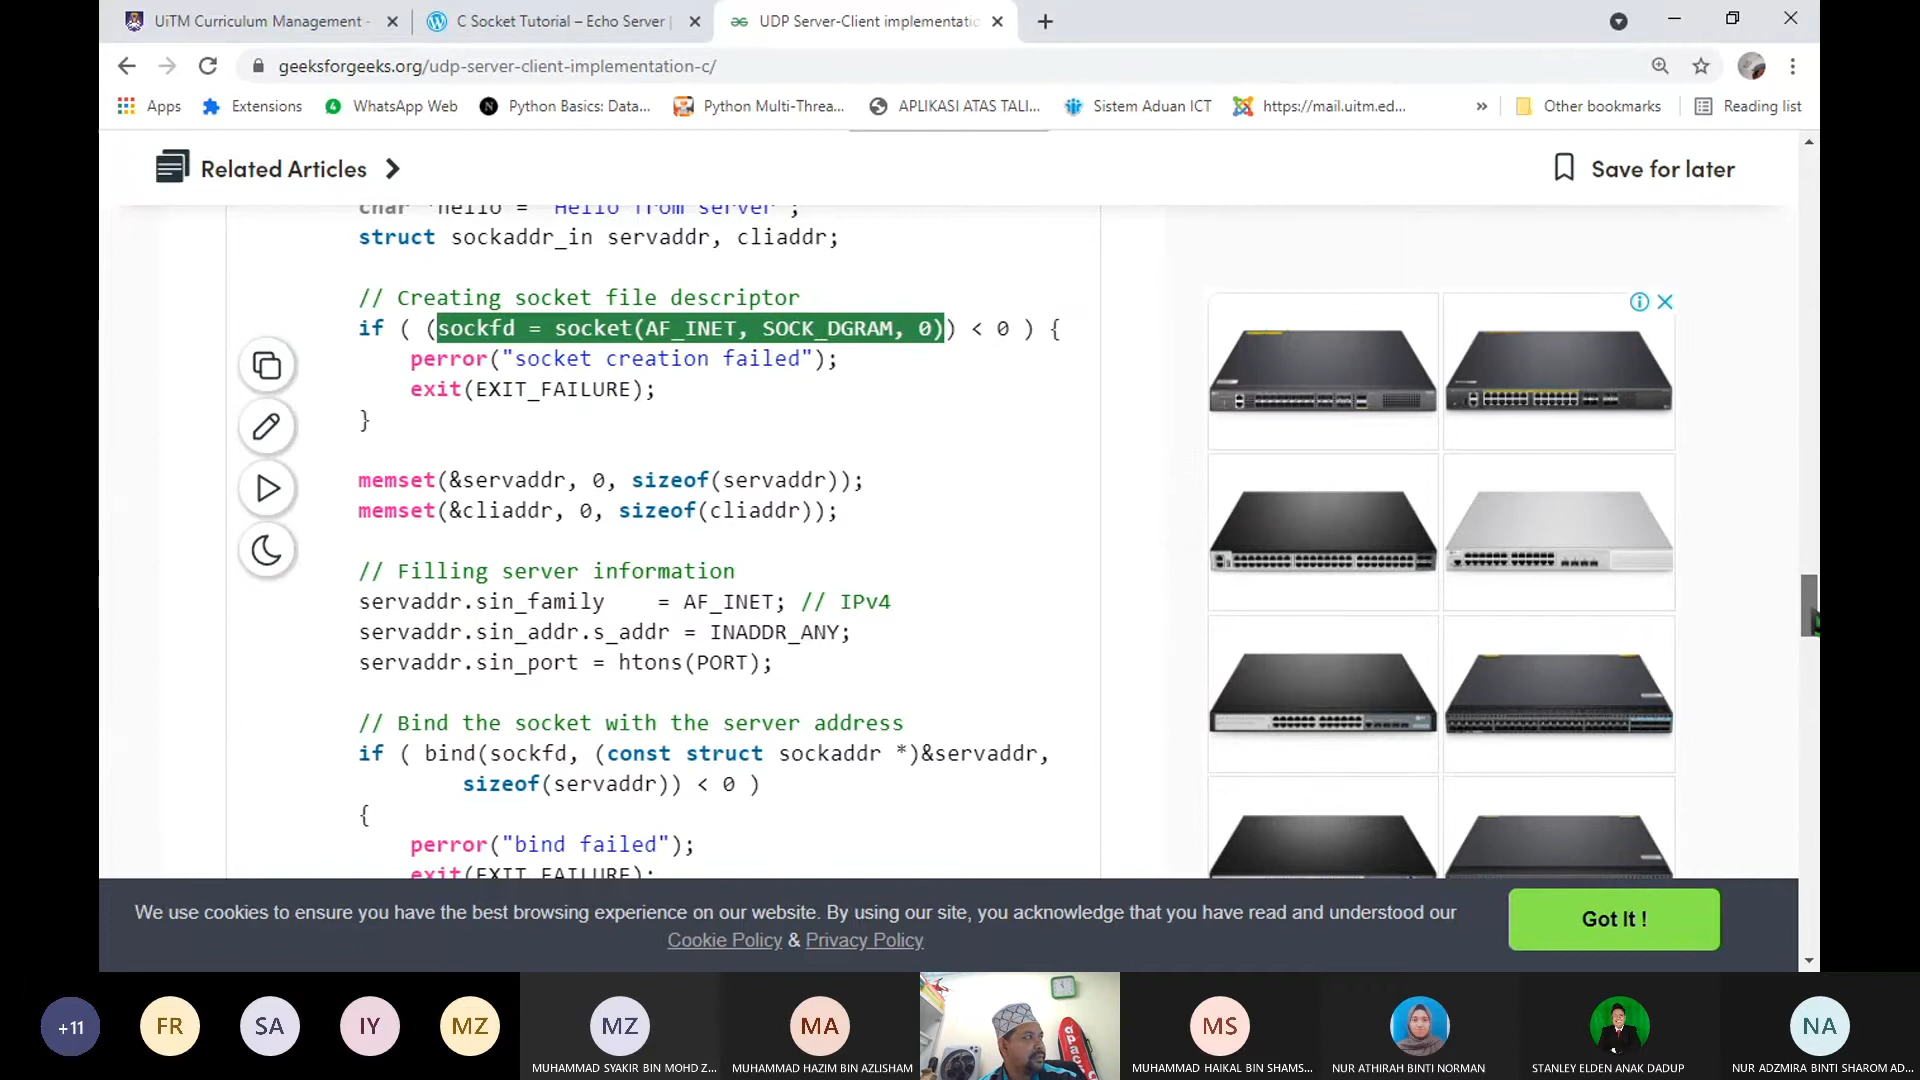 UiTM Curriculum Management -
C Socket Tutorial – Echo Server
UDP Server-Client implementatio
geeksforgeeks.org/udp-server-client-implementation-c/
Apps
Extensions
WhatsApp Web
Python Basics: Data...
Python Multi-Threa...
APLIKASI ATAS TALI...
Sistem Aduan ICT
https://mail.uitm.ed...
»
Other bookmarks
Reading list
Related Articles
Save for later
char *hello = "Hello from server";
struct sockaddr_in servaddr, cliaddr;
// Creating socket file descriptor
if ( (sockfd = socket(AF_INET, SOCK_DGRAM, 0)) < 0 ) {
perror("socket creation failed");
exit(EXIT_FAILURE);
}
memset(&servaddr, 0, sizeof(servaddr));
memset(&cliaddr, 0, sizeof(cliaddr));
// Filling server information
servaddr.sin_family = AF_INET; // IPv4
servaddr.sin_addr.s_addr = INADDR_ANY;
servaddr.sin_port = htons(PORT);
// Bind the socket with the server address
if ( bind(sockfd, (const struct sockaddr *)&servaddr,
sizeof(servaddr)) < 0 )
{
perror("bind failed");
exit(EXIT_FAILURE);
We use cookies to ensure you have the best browsing experience on our website. By using our site, you acknowledge that you have read and understood our
Cookie Policy & Privacy Policy
Got It !
+11
FR
SA
IY
MZ
MZ
MUHAMMAD SYAKIR BIN MOHD Z...
MA
MUHAMMAD HAZIM BIN AZLISHAM
MS
MUHAMMAD HAIKAL BIN SHAMS...
NUR ATHIRAH BINTI NORMAN
STANLEY ELDEN ANAK DADUP
NA
NUR ADZMIRA BINTI SHAROM AD...